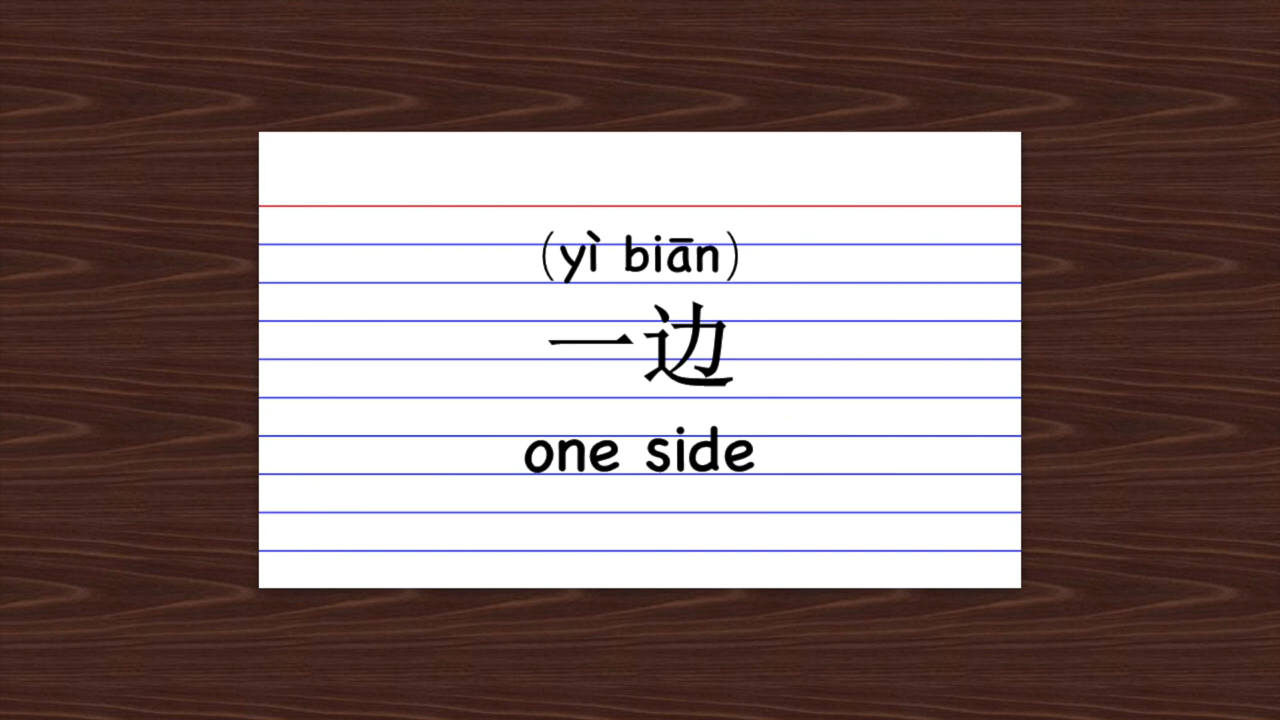 (yì biān)
一边
one side